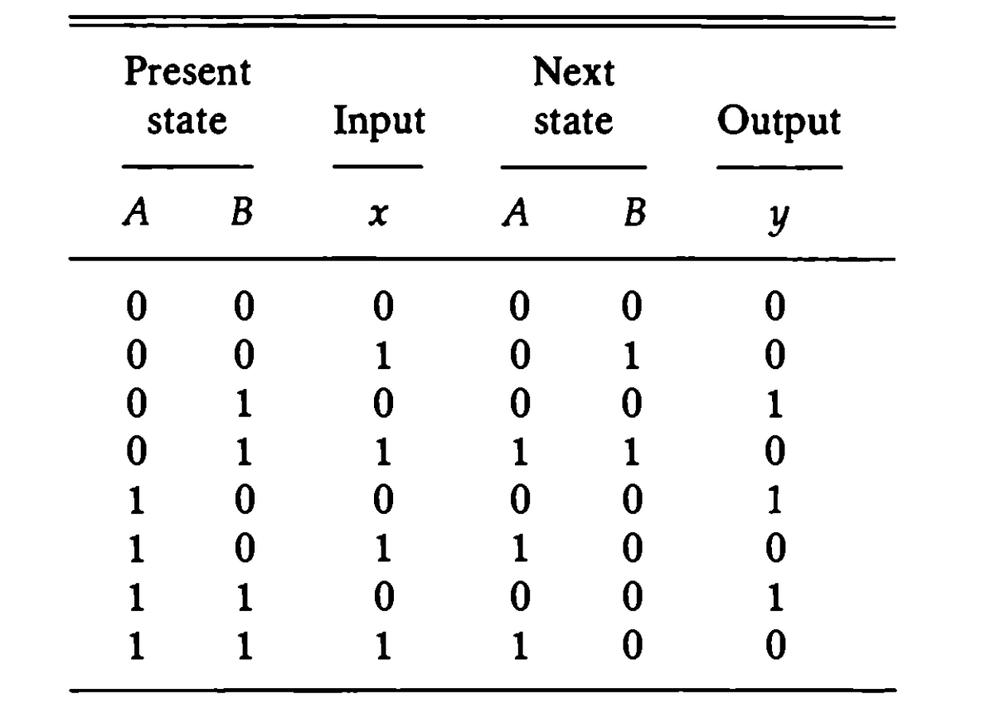 Present Next
state Input state Output
A B x A B y
0 0 0 0 0 0
0 0 1 0 1 0
0 1 0 0 0 1
0 1 1 1 1 0
1 0 0 0 0 1
1 0 1 1 0 0
1 1 0 0 0 1
1 1 1 1 0 0